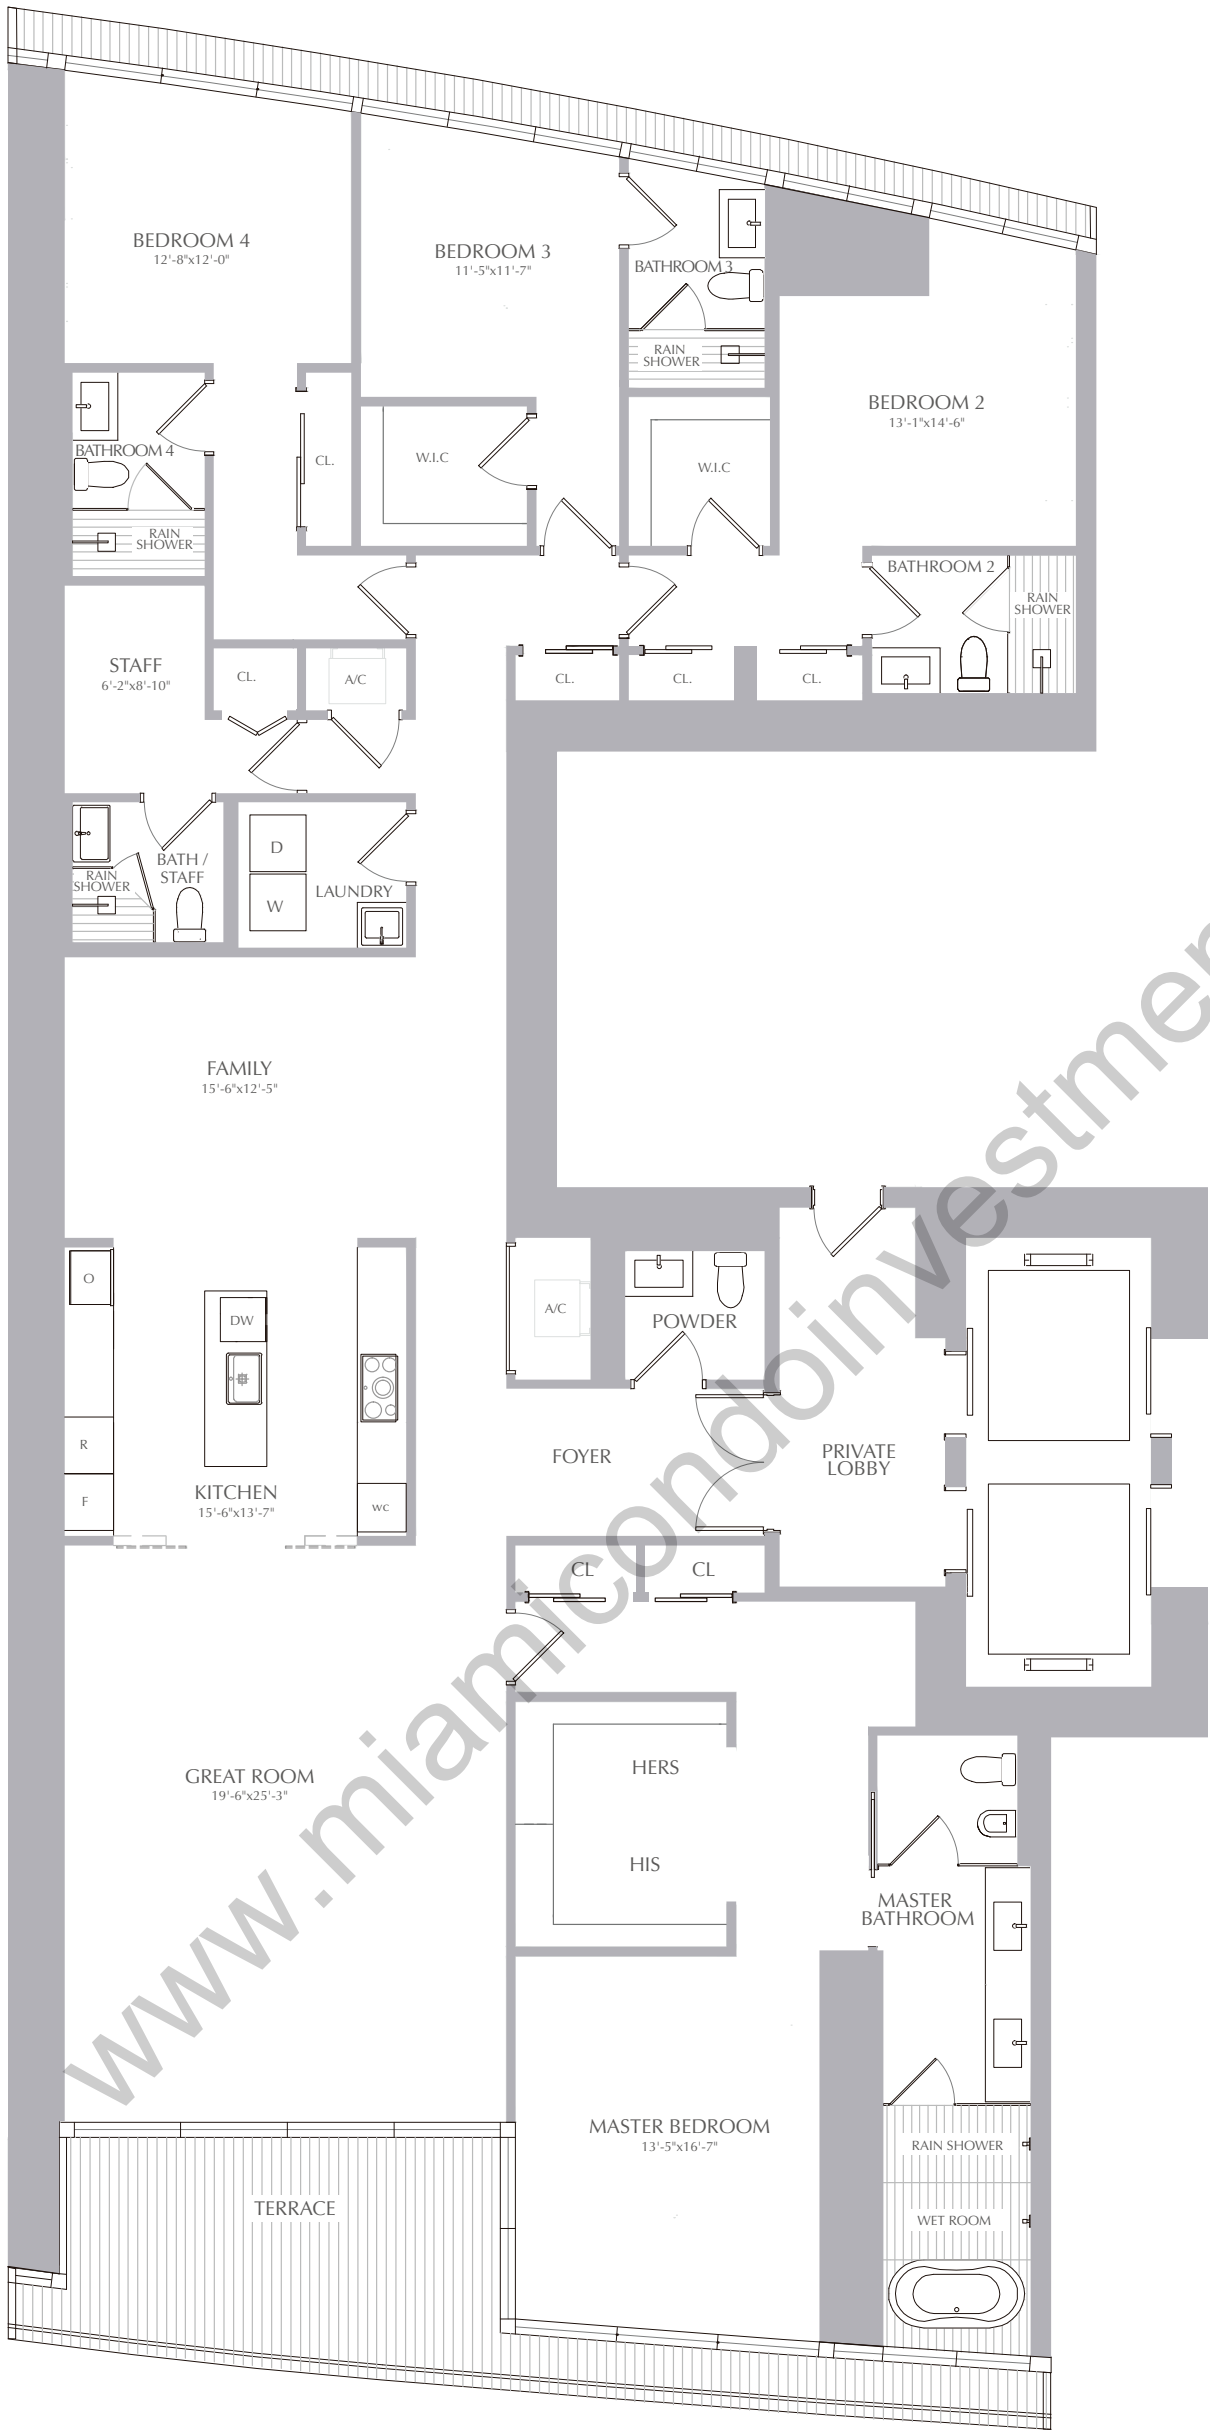 BEDROOM 4
12'-8"x12'-0"
BEDROOM 3
11'-5"x11'-7"
BATHROOM 3
RAIN
SHOWER
BEDROOM 2
13'-1"x14'-6"
BATHROOM 4
RAIN
SHOWER
CL.
W.I.C
W.I.C
BATHROOM 2
RAIN
SHOWER
STAFF
6'-2"x8'-10"
CL.
A/C
CL.
CL.
CL.
BATH /
STAFF
RAIN
SHOWER
D
W
LAUNDRY
FAMILY
15'-6"x12'-5"
O
DW
A/C
POWDER
R
F
KITCHEN
15'-6"x13'-7"
WC
FOYER
PRIVATE
LOBBY
CL
CL
GREAT ROOM
19'-6"x25'-3"
HERS
HIS
MASTER
BATHROOM
MASTER BEDROOM
13'-5"x16'-7"
RAIN SHOWER
WET ROOM
TERRACE
www.miamicondoinvestmen